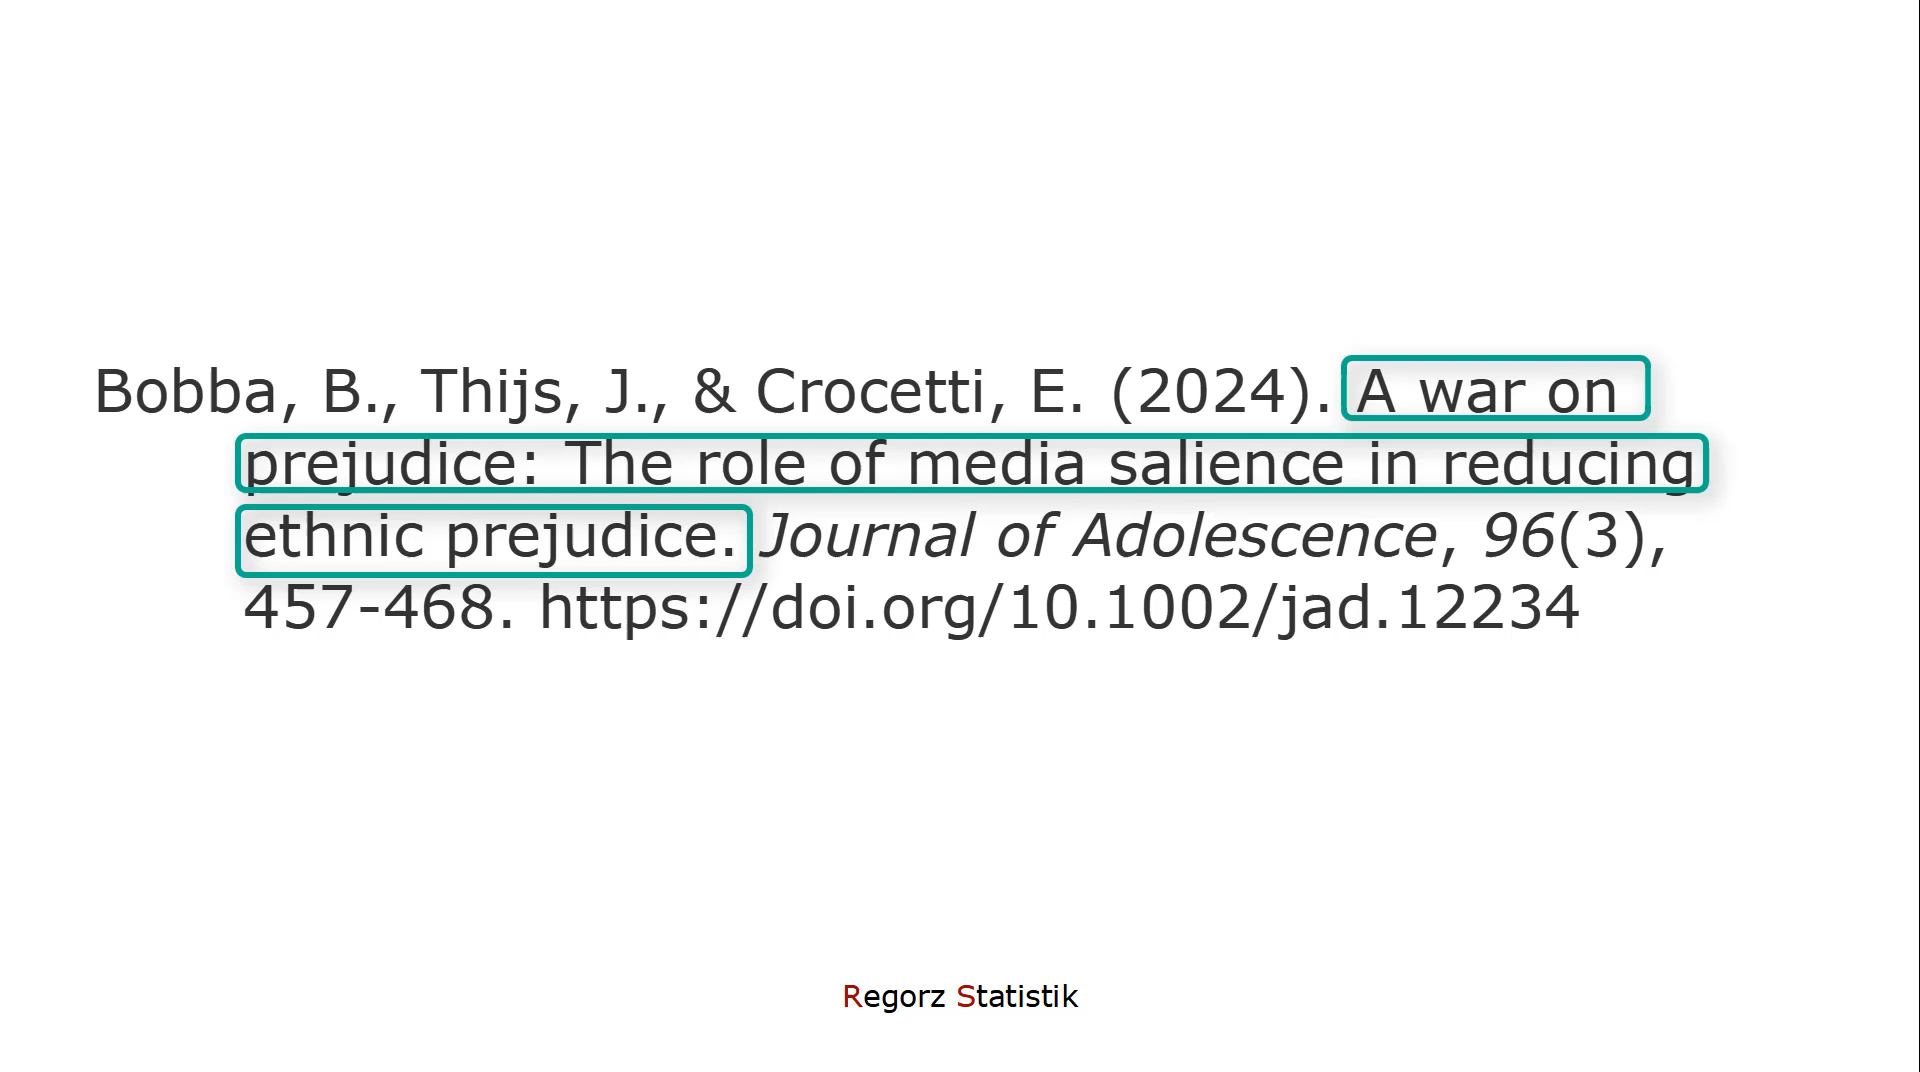 Bobba, B., Thijs, J., & Crocetti, E. (2024). A war on
prejudice: The role of media salience in reducing
ethnic prejudice. Journal of Adolescence, 96(3),
457-468. https://doi.org/10.1002/jad.12234
Regorz Statistik